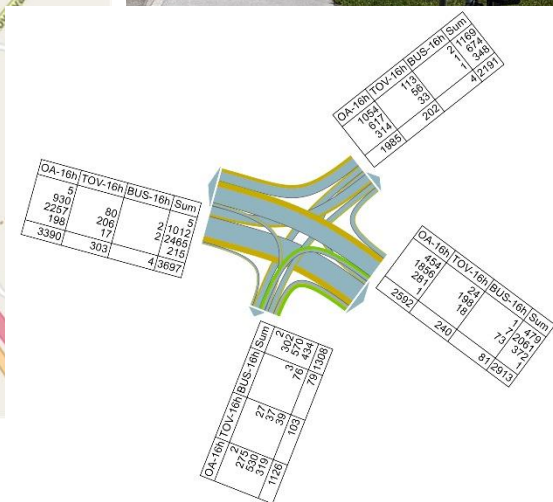 OA-16h TOV-16h BUS-16h Sum
1054 113 2 1169
617 56 1 674
314 33 1 348
1985 202 4 2191
OA-16h TOV-16h BUS-16h Sum
5 5
930 80 2 1012
2257 206 2 2465
198 17 215
3390 303 4 3697
OA-16h TOV-16h BUS-16h Sum
454 24 1 479
1856 198 7 2061
281 18 73 372
1 1
2592 240 81 2913
OA-16h TOV-16h BUS-16h Sum
2 2
275 27 302
530 37 3 570
319 39 76 434
1126 103 79 1308